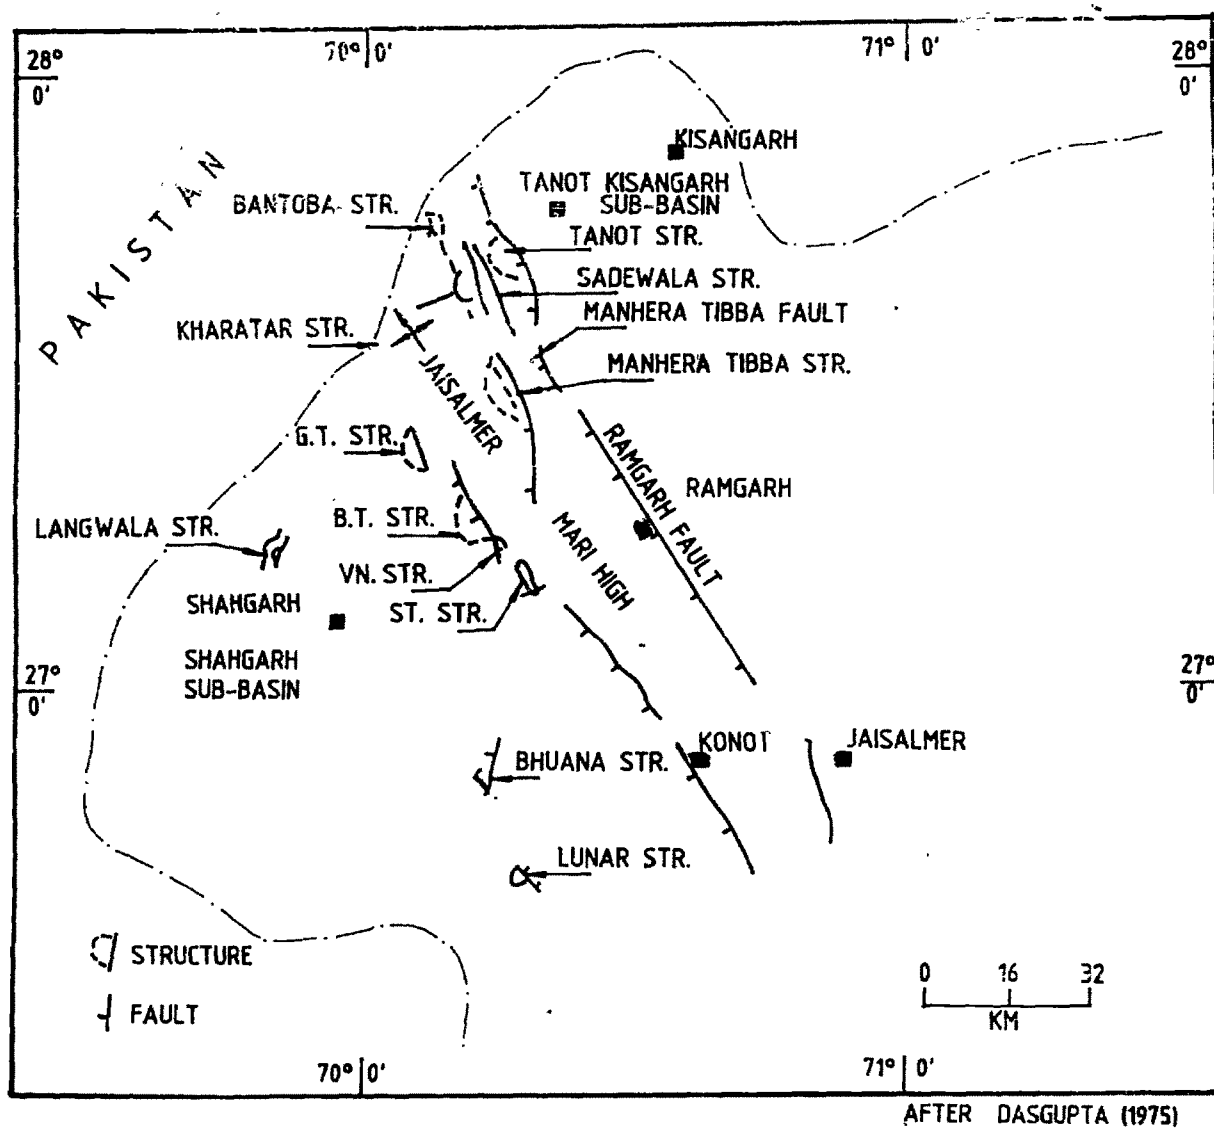 70° 0'
71° 0'
28°
0'
28°
0'
PAKISTAN
KISANGARH
TANOT KISANGARH
SUB-BASIN
BANTOBA STR.
TANOT STR.
SADEWALA STR.
MANHERA TIBBA FAULT
KHARATAR STR.
MANHERA TIBBA STR.
JAISALMER
G.T. STR.
RAMGARH FAULT
RAMGARH
B.T. STR.
LANGWALA STR.
MARI HIGH
VN. STR.
SHAHGARH
ST. STR.
SHAHGARH
SUB-BASIN
27°
0'
27°
0'
KONOT
JAISALMER
BHUANA STR.
LUNAR STR.
STRUCTURE
FAULT
0 16 32
KM
70° 0'
71° 0'
AFTER DASGUPTA (1975)